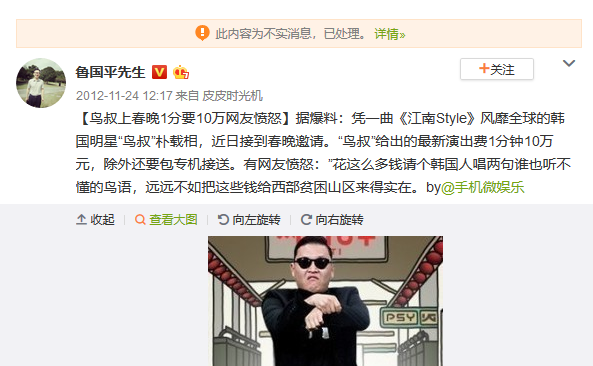 此内容为不实消息，已处理。 详情»
鲁国平先生
+关注
2012-11-24 12:17 来自 皮皮时光机
【鸟叔上春晚1分要10万网友愤怒】据爆料：凭一曲《江南Style》风靡全球的韩
国明星“鸟叔”朴载相，近日接到春晚邀请。“鸟叔”给出的最新演出费1分钟10万
元，除外还要包专机接送。有网友愤怒：”花这么多钱请个韩国人唱两句谁也听不
懂的鸟语，远远不如把这些钱给西部贫困山区来得实在。by@手机微娱乐
收起 查看大图 向左旋转 向右旋转
PSY